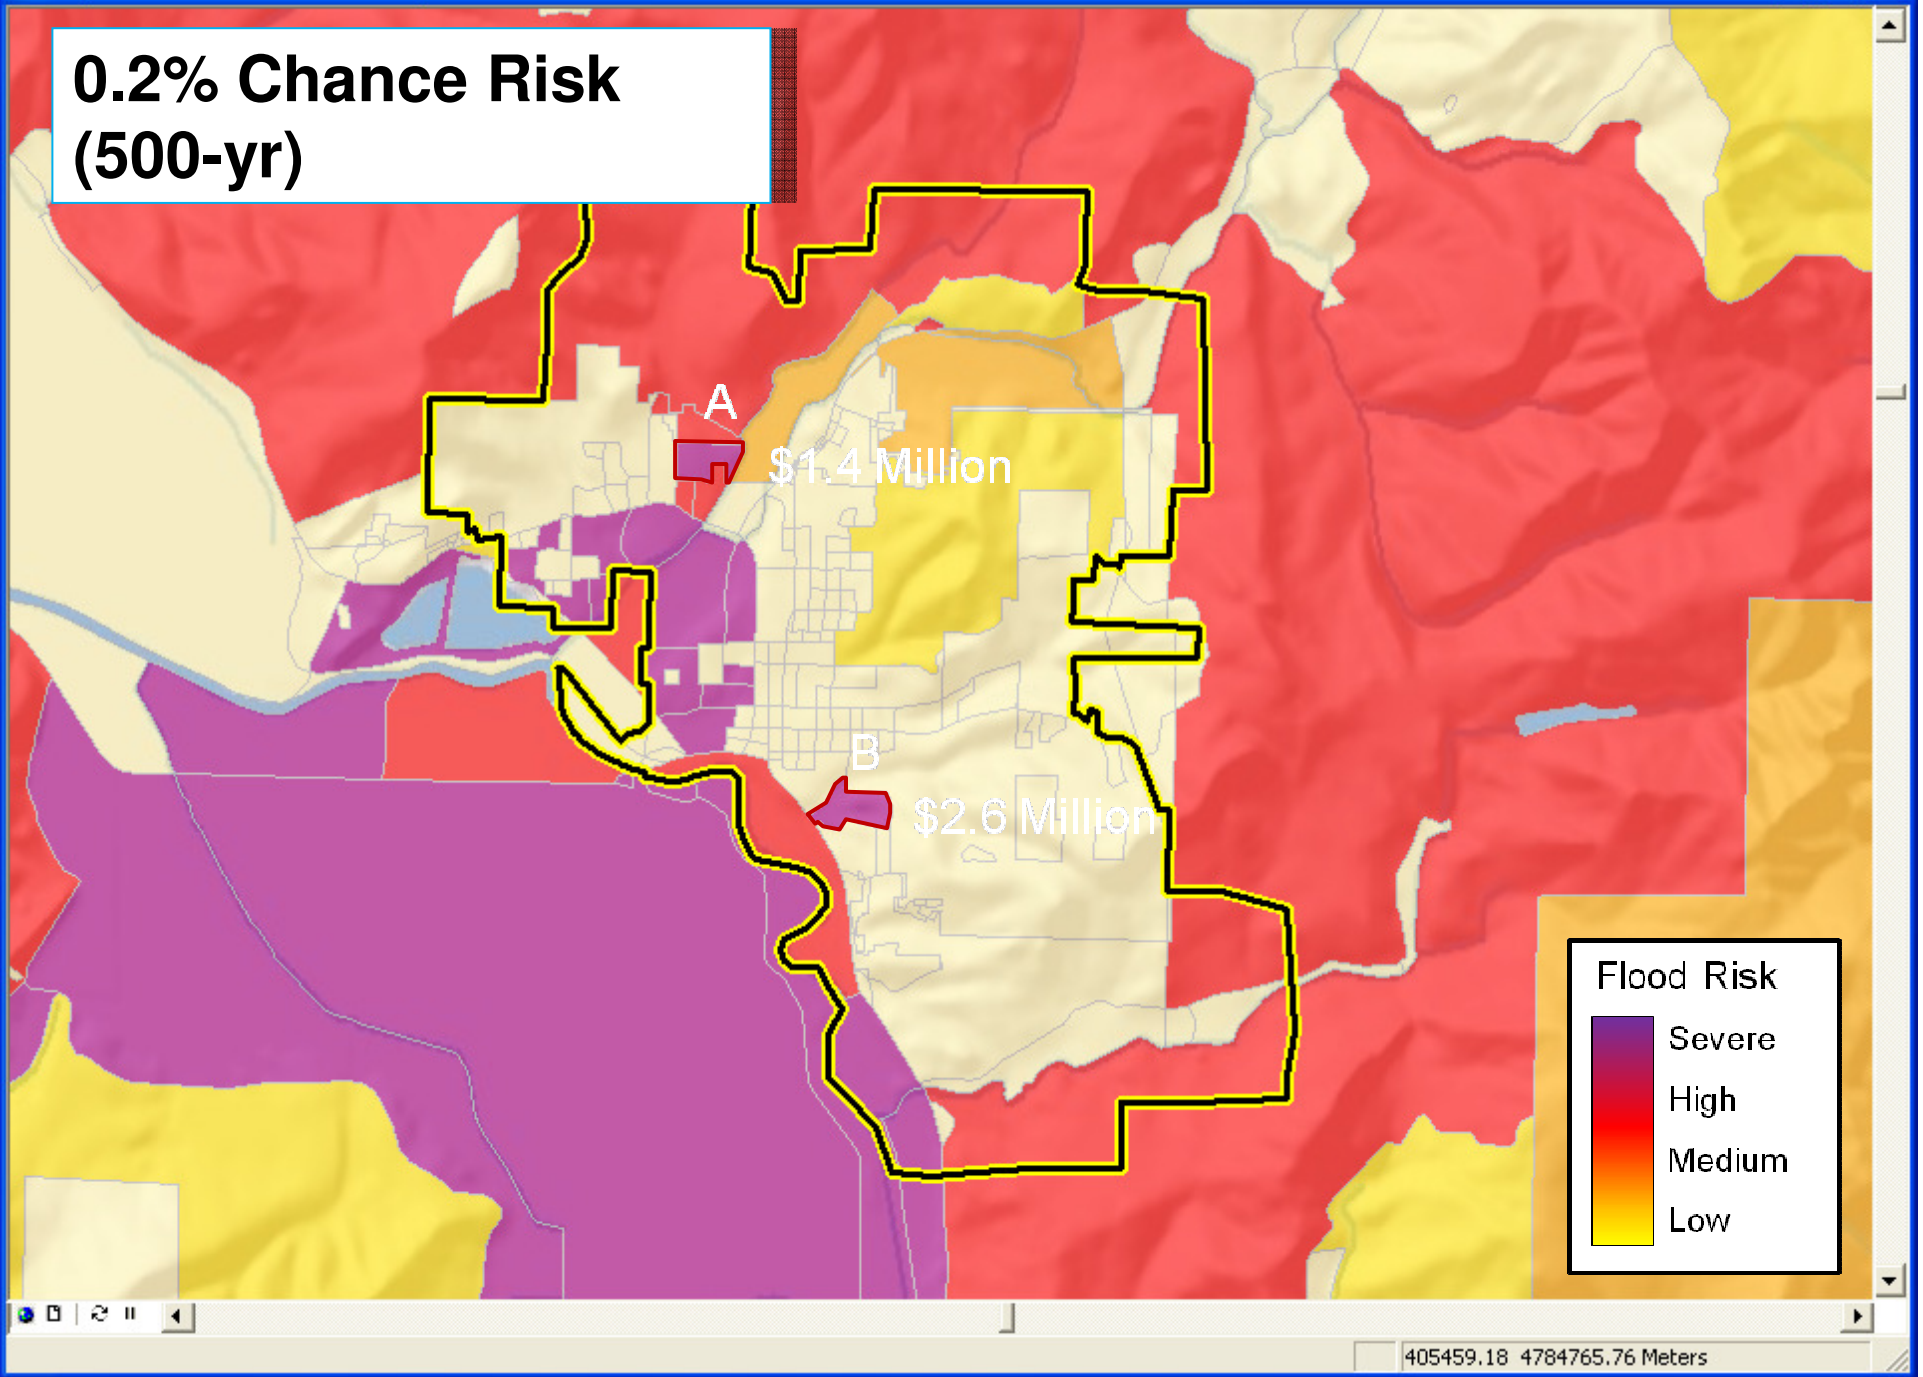 0.2% Chance Risk
(500-yr)
A
$1.4 Million
B
$2.6 Million
Flood Risk
Severe
High
Medium
Low
405459.18 4784765.76 Meters